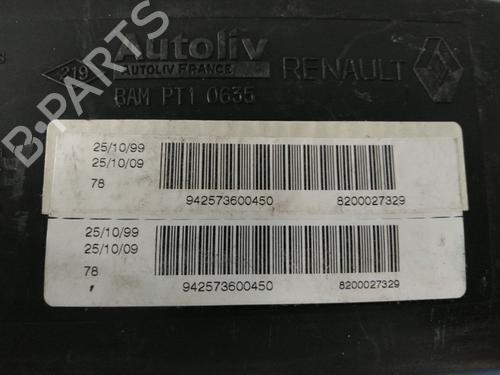 Autoliv
219
AUTOLIV FRANCE
RENAULT
BAM PT1 0G35
B-PARTS
25/10/99
25/10/09
78
942573600450
8200027329
25/10/99
25/10/09
78
942573600450
8200027329